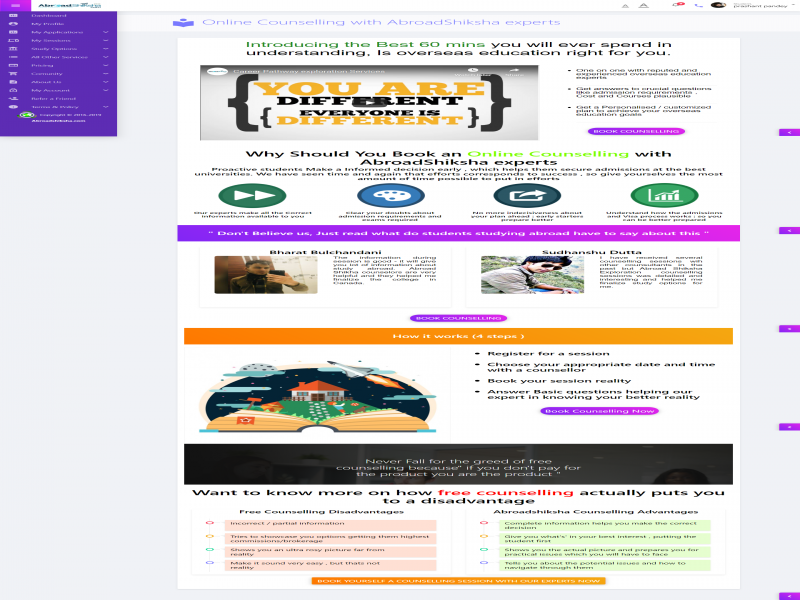 AbroadShiksha
prashant pandey
Dashboard
My Profile
My Applications
My Sessions
Study Options
All Other Services
Pricing
Comunity
About Us
My Account
Refer a Friend
Terms & Policy
Copyright © 2018-2019
AbroadShiksha.com
Online Counselling with AbroadShiksha experts
Introducing the Best 60 mins you will ever spend in
understanding, Is overseas education right for you.
Career Pathway exploration Services
YOU ARE
DIFFERENT
EVERYONE IS
DIFFERENT
One on one with reputed and
experienced overseas education
experts
Get answers to crucial questions
like admission requirements ,
Cost and Courses plausible
Get a Personalised / customized
plan to achieve your overseas
education goals
BOOK COUNSELLING
Why Should You Book an Online Counselling with
AbroadShiksha experts
Proactive students Make a Informed decision early , which helps them secure admissions at the best
universities. We have seen time and again that efforts corresponds to success , so give yourselves the most
amount of time possible to put in efforts
Our experts make all the Correct
information available to you
Clear your doubts about
admission requirements and
exams required
No more indecisiveness about
your plan ahead ; early starters
prepare better
Understand how the admissions
and Visa process works ; so you
can be better prepared
" Don't Believe us, Just read what do students studying abroad have to say about this "
Bharat Bulchandani
The information during
session is good - it will give
you lot of information about
study abroad. Abroad
Shikha counselors are very
helpful and they helped me
finalize the college in
Canada.
Sudhanshu Dutta
I have received several
counselling sessions with
other consultants in the
past but Abroad Shiksha
Exploration counselling
sessions was detailed and
interesting and helped me
finalize study options for
me.
BOOK COUNSELLING
How it works (4 steps )
Register for a session
Choose your appropriate date and time
with a counsellor
Book your session reality
Answer Basic questions helping our
expert in knowing your better reality
Book Counselling Now
Never Fall for the greed of free
counselling because" if you don't pay for
the product you are the product "
Want to know more on how free counselling actually puts you
to a disadvantage
Free Counselling Disadvantages
Incorrect / partial information
Tries to showcase you options getting them highest
commissions/brokerage
Shows you an ultra rosy picture far from
reality
Make it sound very easy , but thats not
reality
Abroadshiksha Counselling Advantages
Complete information helps you make the correct
decision
Give you what's' in your best interest , putting the
student first
Shows you the actual picture and prepares you for
practical issues which you will have to face
Tells you about the potential issues and how to
navigate through them
BOOK YOURSELF A COUNSELLING SESSION WITH OUR EXPERTS NOW